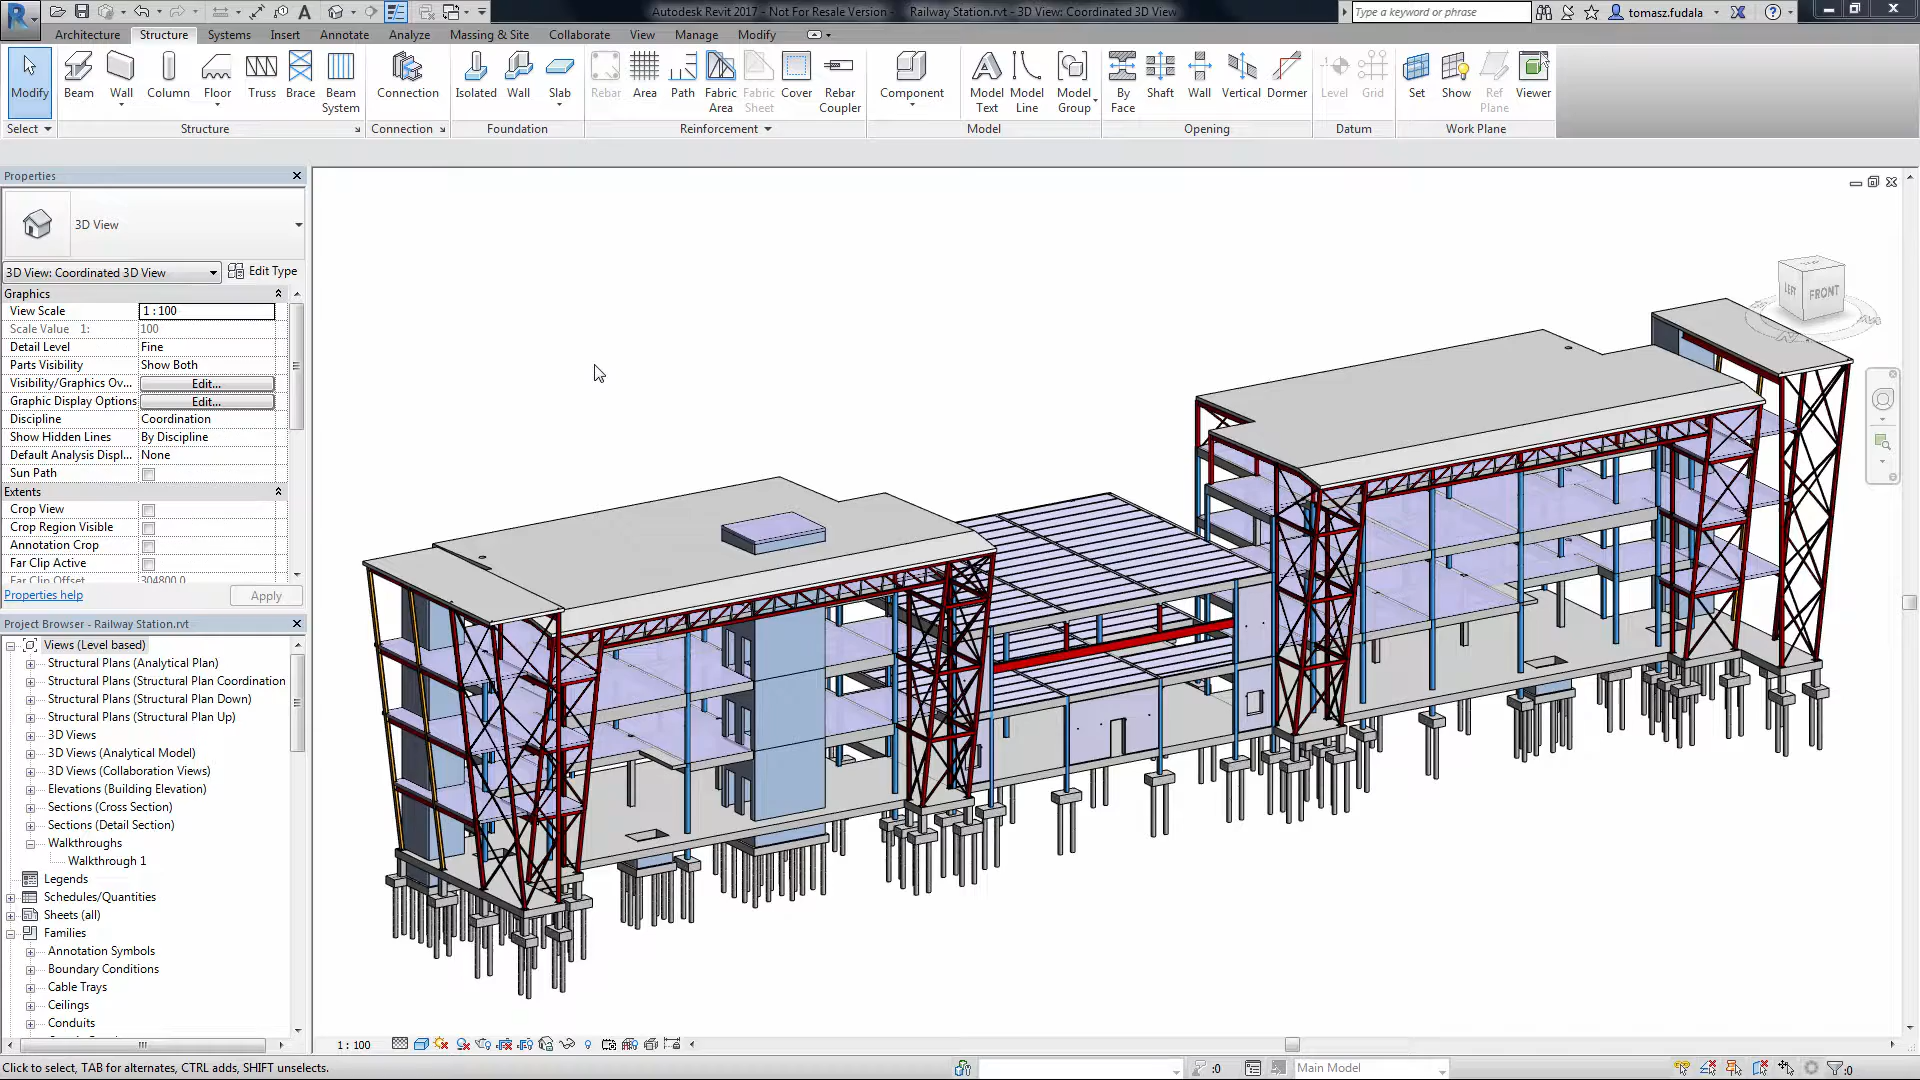 Autodesk Revit 2017 - Not For Resale Version - Railway Station.rvt - 3D View: Coordinated 3D View
Type a keyword or phrase
tomasz.fudala
Architecture Structure Systems Insert Annotate Analyze Massing & Site Collaborate View Manage Modify
Modify Beam Wall Column Floor Truss Brace Beam System Connection Isolated Wall Slab Rebar Area Path Fabric Area Fabric Sheet Cover Rebar Coupler Component Model Text Model Line Model Group By Face Shaft Wall Vertical Dormer Level Grid Set Show Ref Plane Viewer
Select Structure Connection Foundation Reinforcement Model Opening Datum Work Plane
Properties
3D View
3D View: Coordinated 3D View Edit Type
Graphics
View Scale 1 : 100
Scale Value 1: 100
Detail Level Fine
Parts Visibility Show Both
Visibility/Graphics Ov... Edit...
Graphic Display Options Edit...
Discipline Coordination
Show Hidden Lines By Discipline
Default Analysis Displ... None
Sun Path
Extents
Crop View
Crop Region Visible
Annotation Crop
Far Clip Active
Far Clip Offset 304800.0
Properties help Apply
Project Browser - Railway Station.rvt
Views (Level based)
Structural Plans (Analytical Plan)
Structural Plans (Structural Plan Coordination
Structural Plans (Structural Plan Down)
Structural Plans (Structural Plan Up)
3D Views
3D Views (Analytical Model)
3D Views (Collaboration Views)
Elevations (Building Elevation)
Sections (Cross Section)
Sections (Detail Section)
Walkthroughs
Walkthrough 1
Legends
Schedules/Quantities
Sheets (all)
Families
Annotation Symbols
Boundary Conditions
Cable Trays
Ceilings
Conduits
TOP
LEFT
FRONT
1 : 100
Click to select, TAB for alternates, CTRL adds, SHIFT unselects.
:0
Main Model
:0